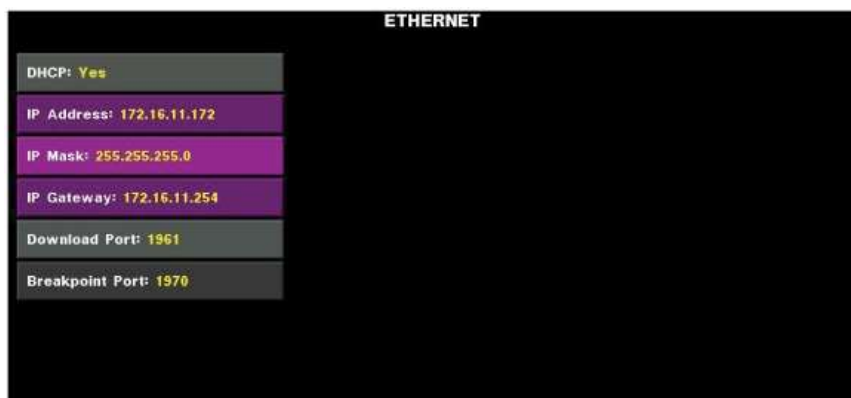 ETHERNET
DHCP: Yes
IP Address: 172.16.11.172
IP Mask: 255.255.255.0
IP Gateway: 172.16.11.254
Download Port: 1961
Breakpoint Port: 1970